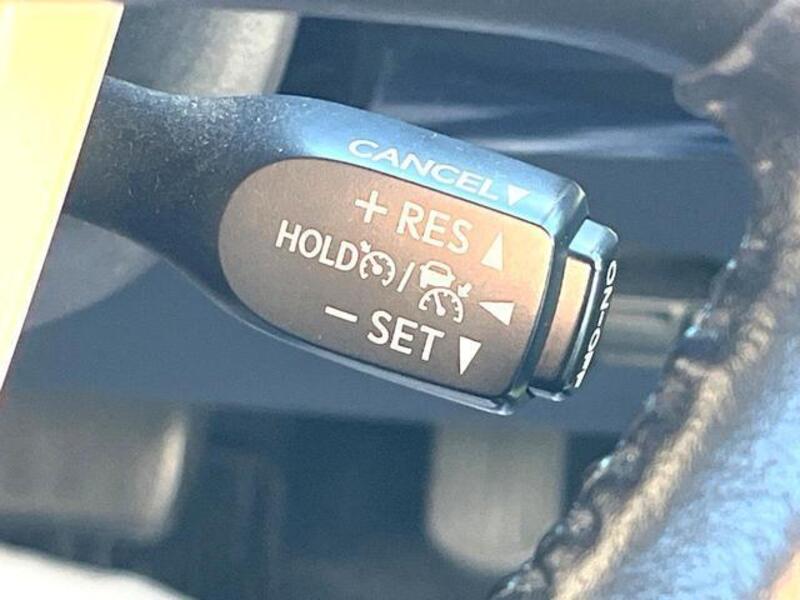 CANCEL▼
+ RES ▲
HOLD / ◀
− SET ▼
ON-OFF